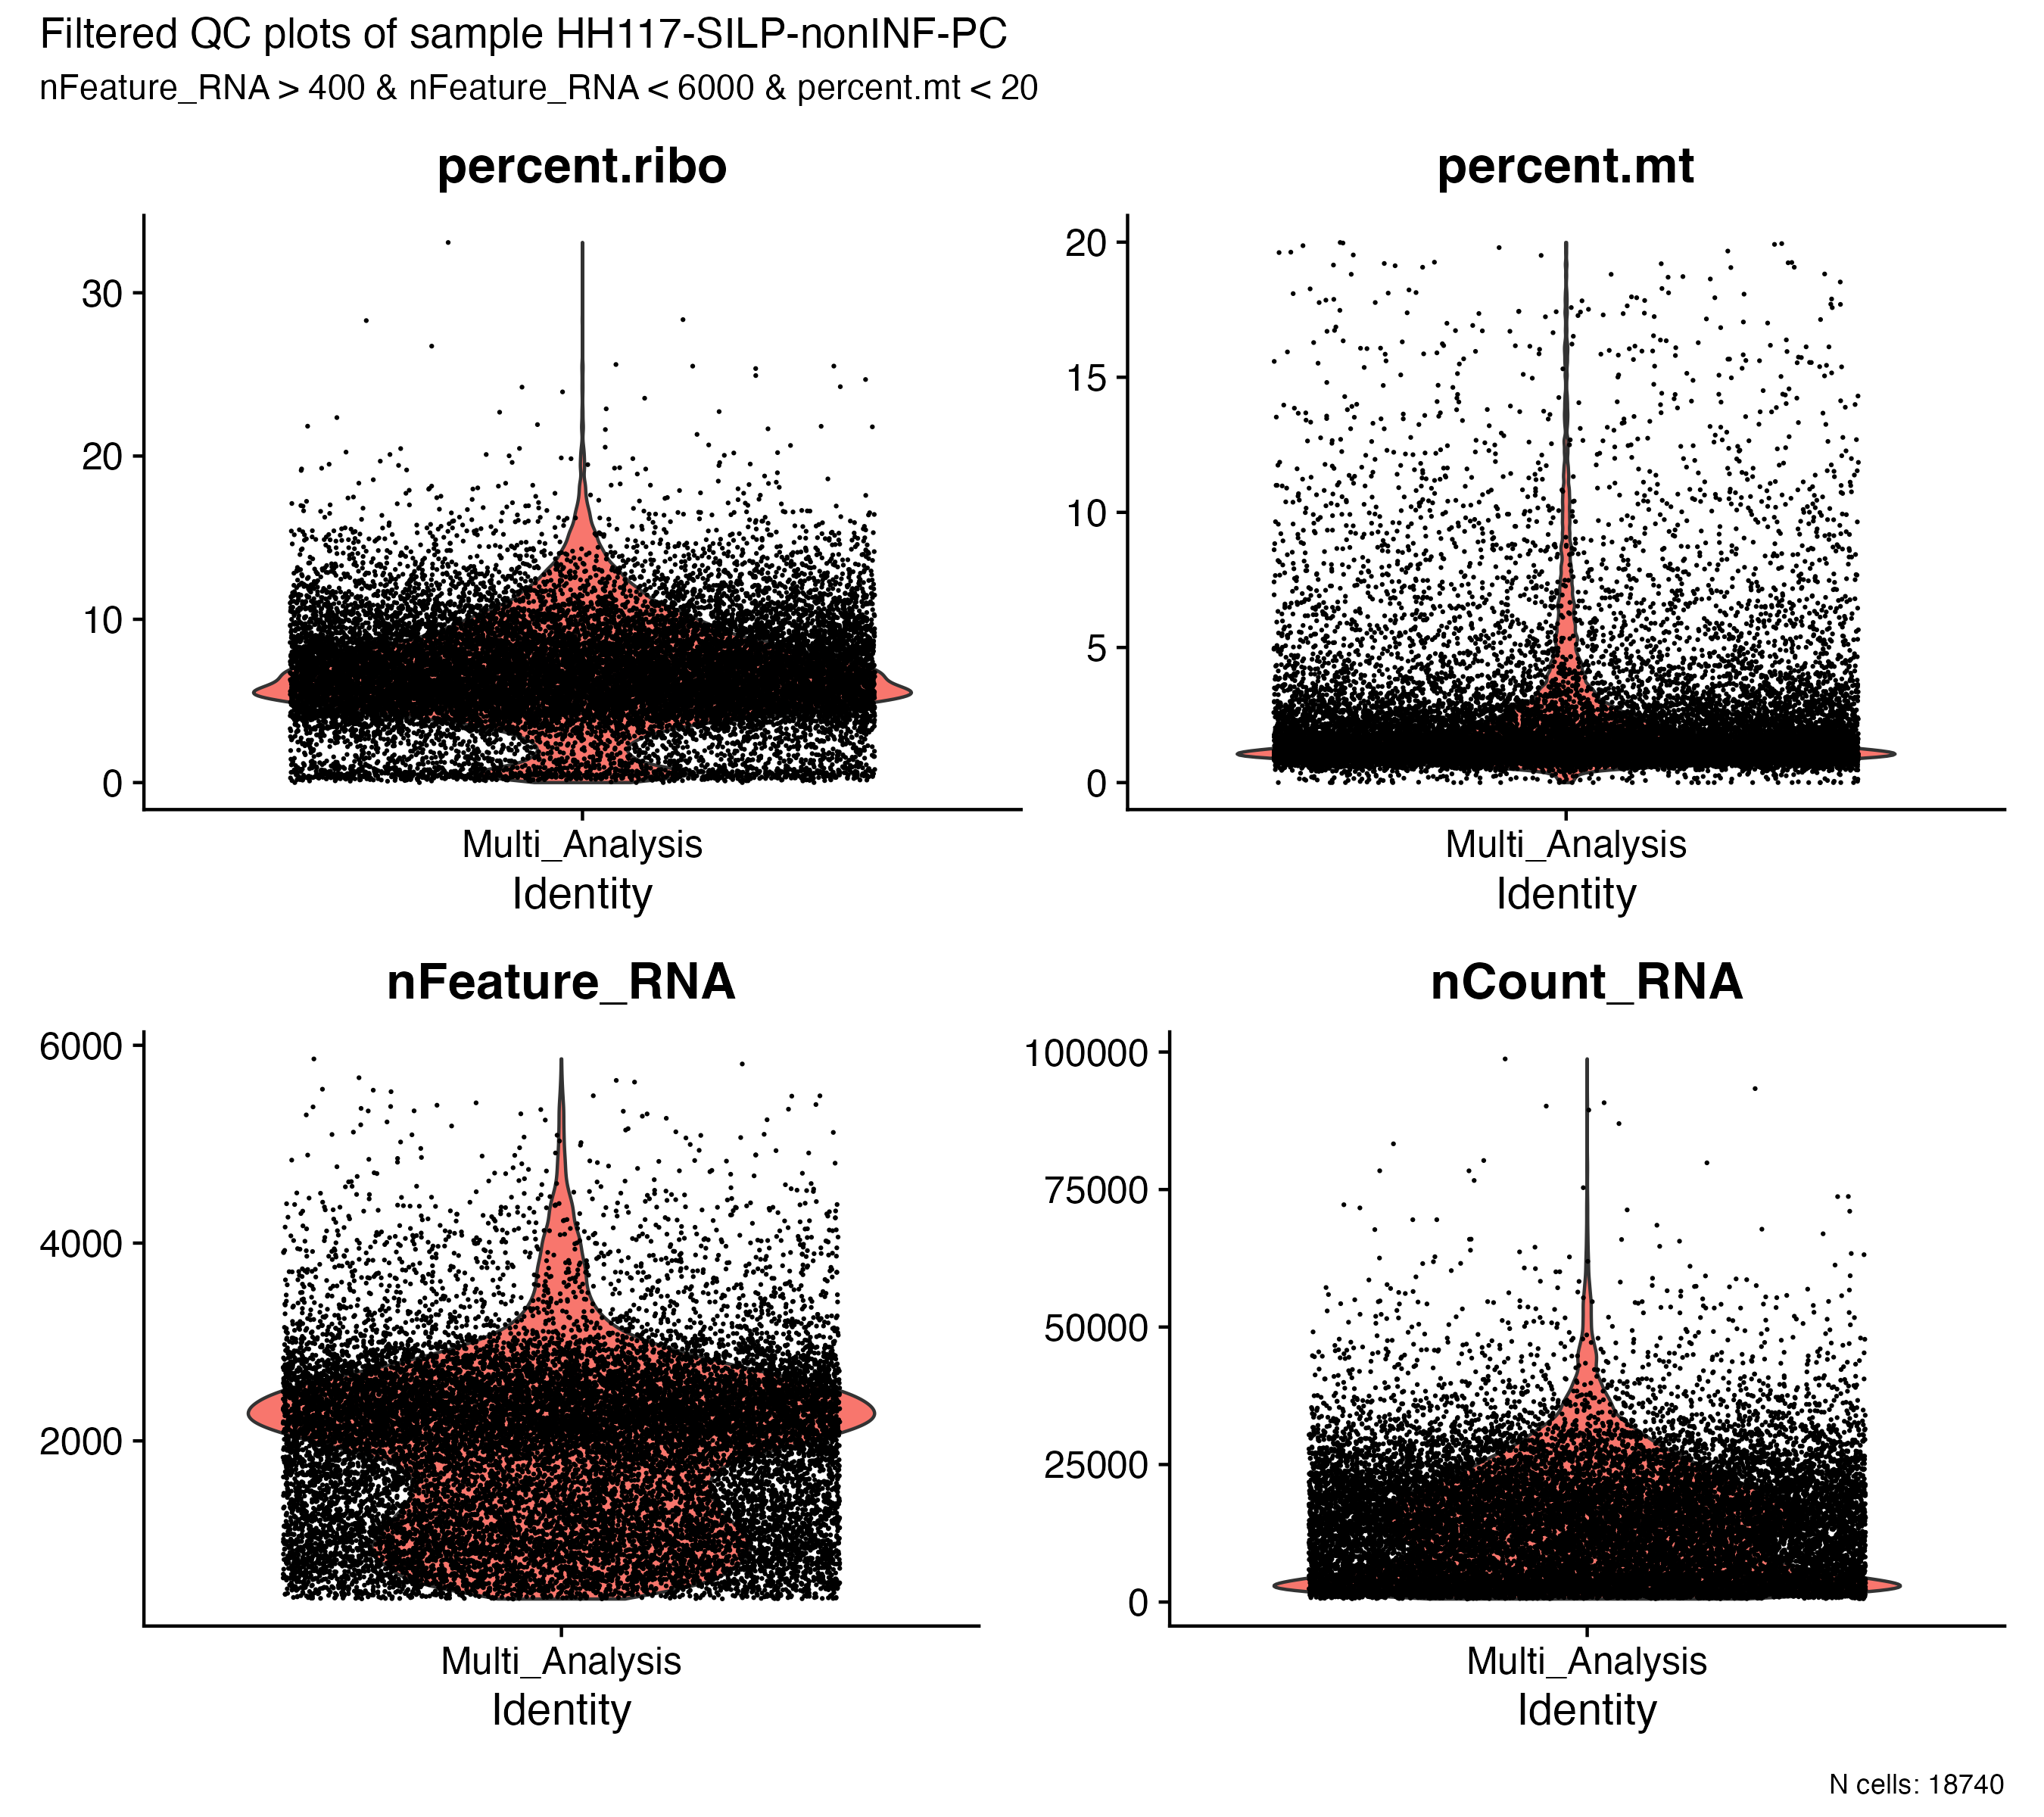 Filtered QC plots of sample HH117-SILP-nonINF-PC
nFeature_RNA > 400 & nFeature_RNA < 6000 & percent.mt < 20
percent.ribo
30
20
10
0
Multi_Analysis
Identity
percent.mt
20
15
10
5
0
Multi_Analysis
Identity
nFeature_RNA
6000
4000
2000
Multi_Analysis
Identity
nCount_RNA
100000
75000
50000
25000
0
Multi_Analysis
Identity
N cells: 18740